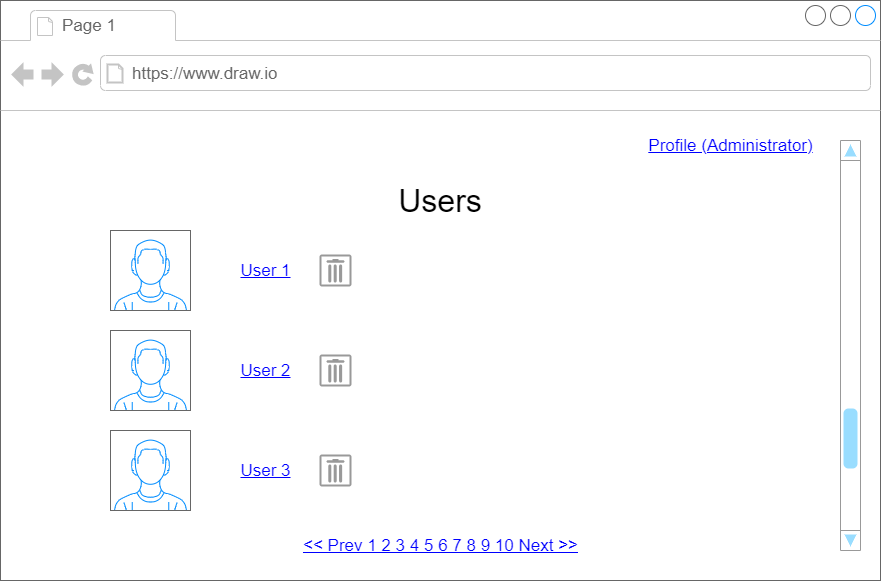 Page 1
https://www.draw.io
Profile (Administrator)
Users
User 1
User 2
User 3
<< Prev 1 2 3 4 5 6 7 8 9 10 Next >>